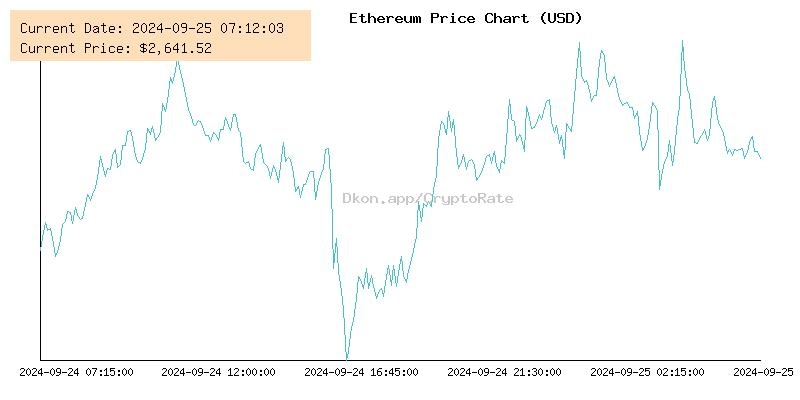 Ethereum Price Chart (USD)
Current Date: 2024-09-25 07:12:03
Current Price: $2,641.52
Dkon.app/CryptoRate
2024-09-24 07:15:00
2024-09-24 12:00:00
2024-09-24 16:45:00
2024-09-24 21:30:00
2024-09-25 02:15:00
2024-09-25